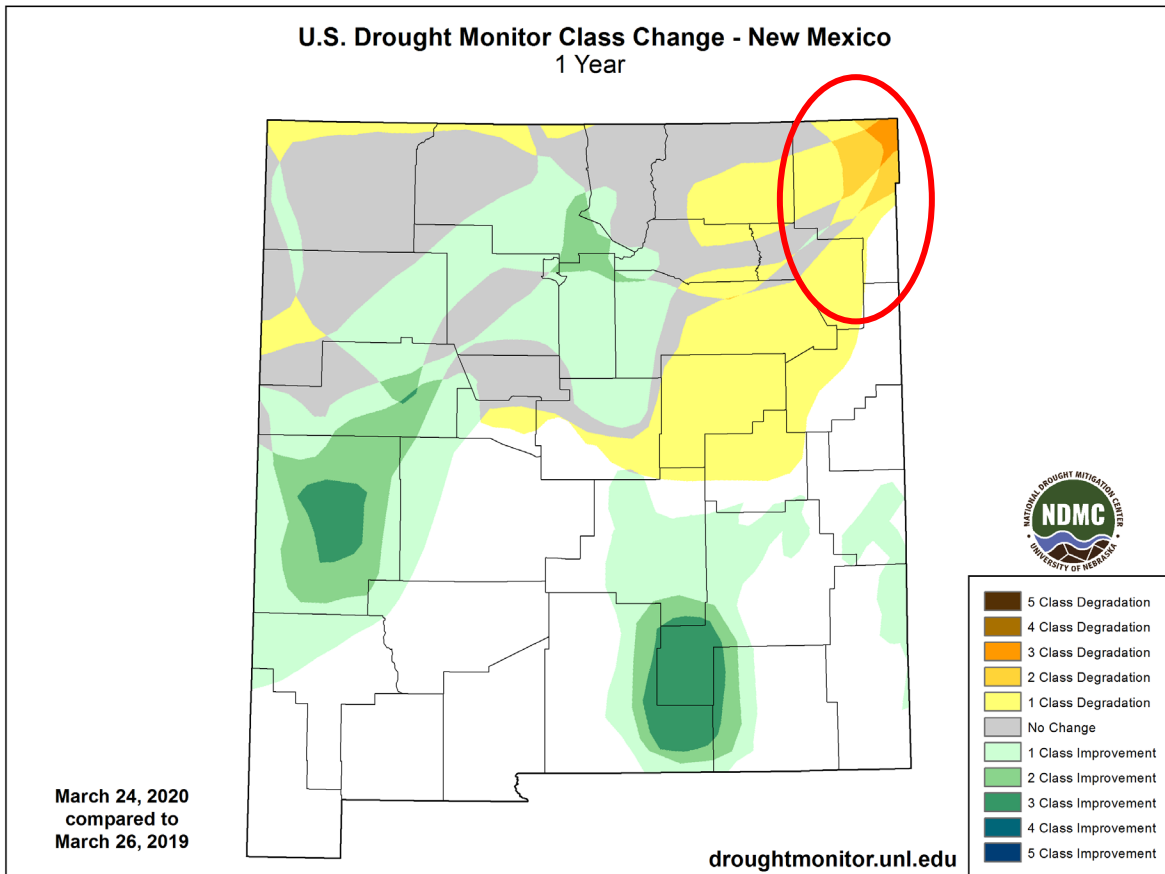 U.S. Drought Monitor Class Change - New Mexico
1 Year
NATIONAL DROUGHT MITIGATION CENTER
NDMC
UNIVERSITY OF NEBRASKA
5 Class Degradation
4 Class Degradation
3 Class Degradation
2 Class Degradation
1 Class Degradation
No Change
1 Class Improvement
2 Class Improvement
3 Class Improvement
4 Class Improvement
5 Class Improvement
March 24, 2020
compared to
March 26, 2019
droughtmonitor.unl.edu